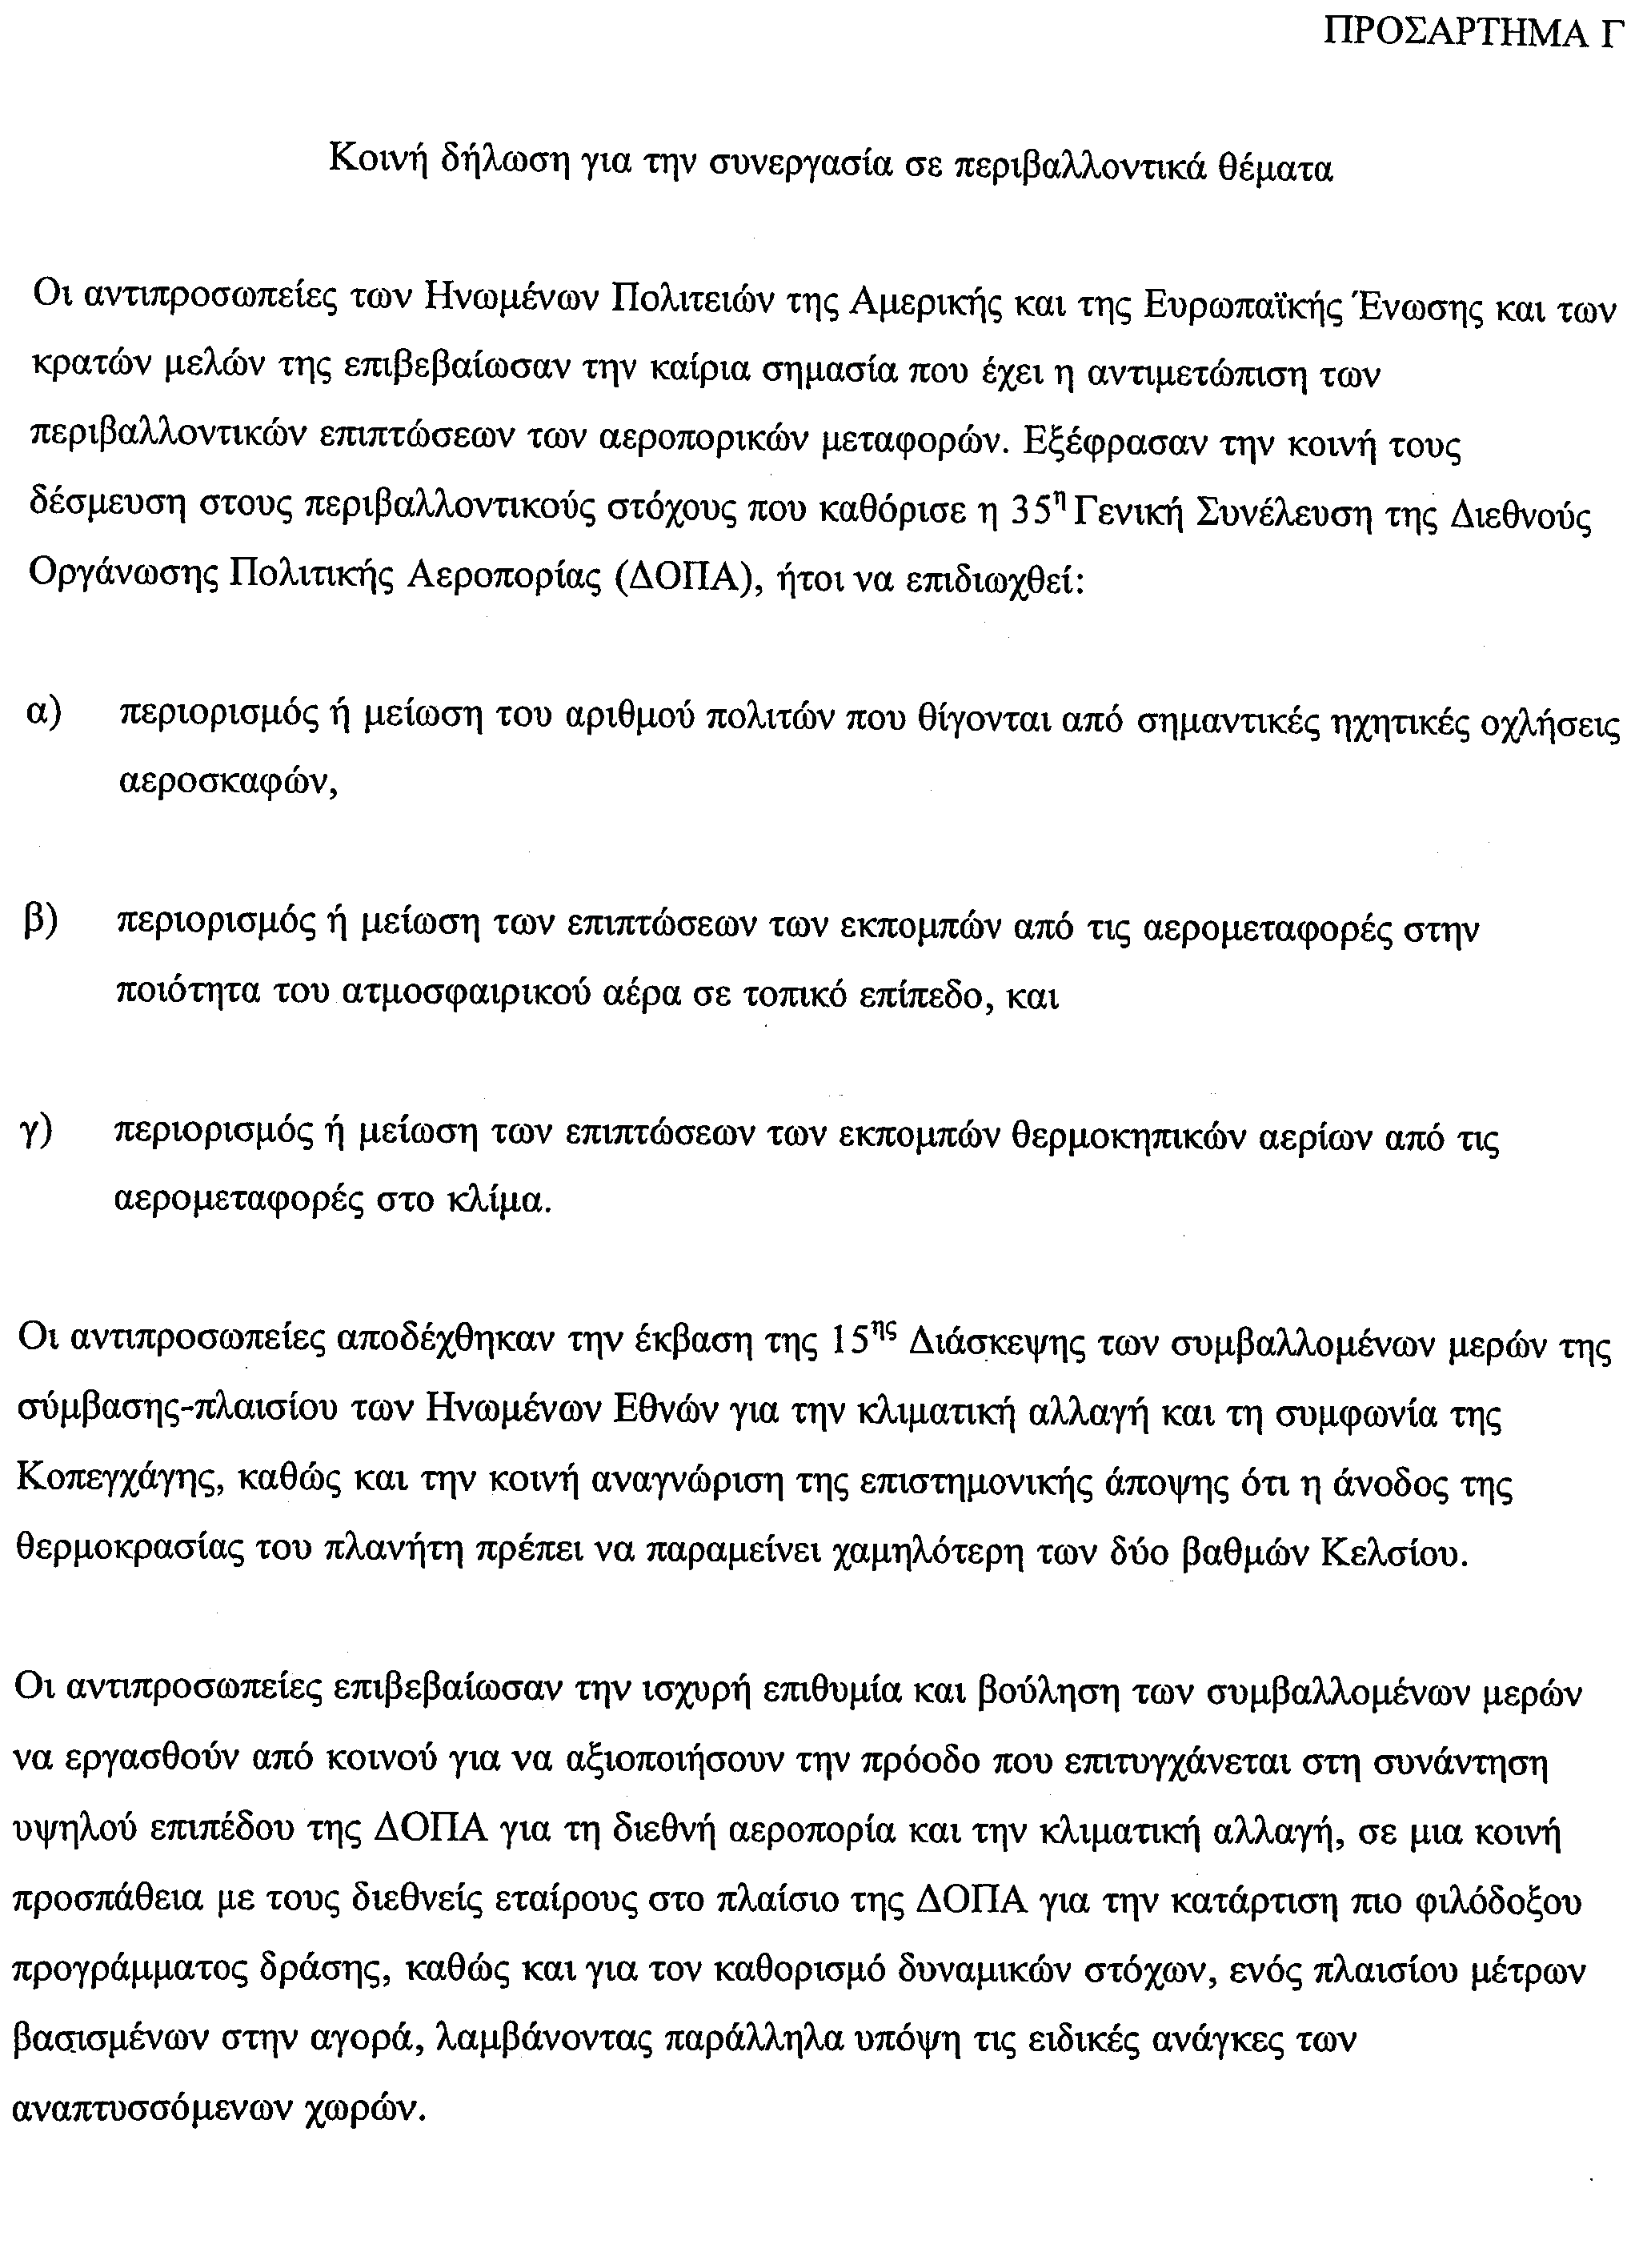 ΠΡΟΣΑΡΤΗΜΑ Γ
Κοινή δήλωση για την συνεργασία σε περιβαλλοντικά θέματα
Οι αντιπροσωπείες των Ηνωμένων Πολιτειών της Αμερικής και της Ευρωπαϊκής Ένωσης και των
κρατών μελών της επιβεβαίωσαν την καίρια σημασία που έχει η αντιμετώπιση των
περιβαλλοντικών επιπτώσεων των αεροπορικών μεταφορών. Εξέφρασαν την κοινή τους
δέσμευση στους περιβαλλοντικούς στόχους που καθόρισε η 35η Γενική Συνέλευση της Διεθνούς
Οργάνωσης Πολιτικής Αεροπορίας (ΔΟΠΑ), ήτοι να επιδιωχθεί:
α) περιορισμός ή μείωση του αριθμού πολιτών που θίγονται από σημαντικές ηχητικές οχλήσεις
αεροσκαφών,
β) περιορισμός ή μείωση των επιπτώσεων των εκπομπών από τις αερομεταφορές στην
ποιότητα του ατμοσφαιρικού αέρα σε τοπικό επίπεδο, και
γ) περιορισμός ή μείωση των επιπτώσεων των εκπομπών θερμοκηπικών αερίων από τις
αερομεταφορές στο κλίμα.
Οι αντιπροσωπείες αποδέχθηκαν την έκβαση της 15ης Διάσκεψης των συμβαλλομένων μερών της
σύμβασης-πλαισίου των Ηνωμένων Εθνών για την κλιματική αλλαγή και τη συμφωνία της
Κοπεγχάγης, καθώς και την κοινή αναγνώριση της επιστημονικής άποψης ότι η άνοδος της
θερμοκρασίας του πλανήτη πρέπει να παραμείνει χαμηλότερη των δύο βαθμών Κελσίου.
Οι αντιπροσωπείες επιβεβαίωσαν την ισχυρή επιθυμία και βούληση των συμβαλλομένων μερών
να εργασθούν από κοινού για να αξιοποιήσουν την πρόοδο που επιτυγχάνεται στη συνάντηση
υψηλού επιπέδου της ΔΟΠΑ για τη διεθνή αεροπορία και την κλιματική αλλαγή, σε μια κοινή
προσπάθεια με τους διεθνείς εταίρους στο πλαίσιο της ΔΟΠΑ για την κατάρτιση πιο φιλόδοξου
προγράμματος δράσης, καθώς και για τον καθορισμό δυναμικών στόχων, ενός πλαισίου μέτρων
βασισμένων στην αγορά, λαμβάνοντας παράλληλα υπόψη τις ειδικές ανάγκες των
αναπτυσσόμενων χωρών.